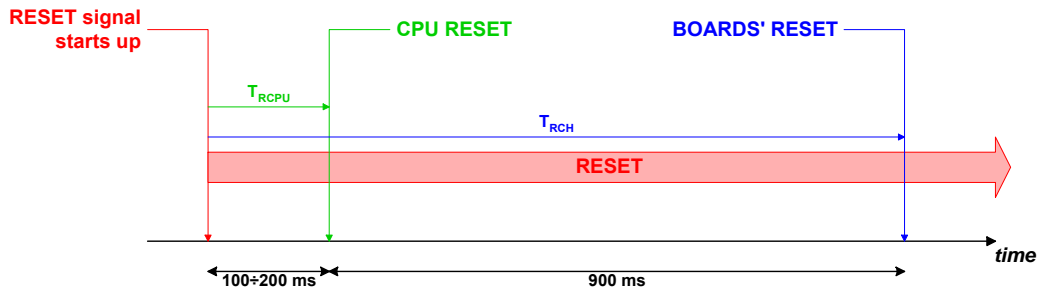 RESET signal
starts up
CPU RESET
BOARDS' RESET
TRCPU
TRCH
RESET
time
100÷200 ms
900 ms